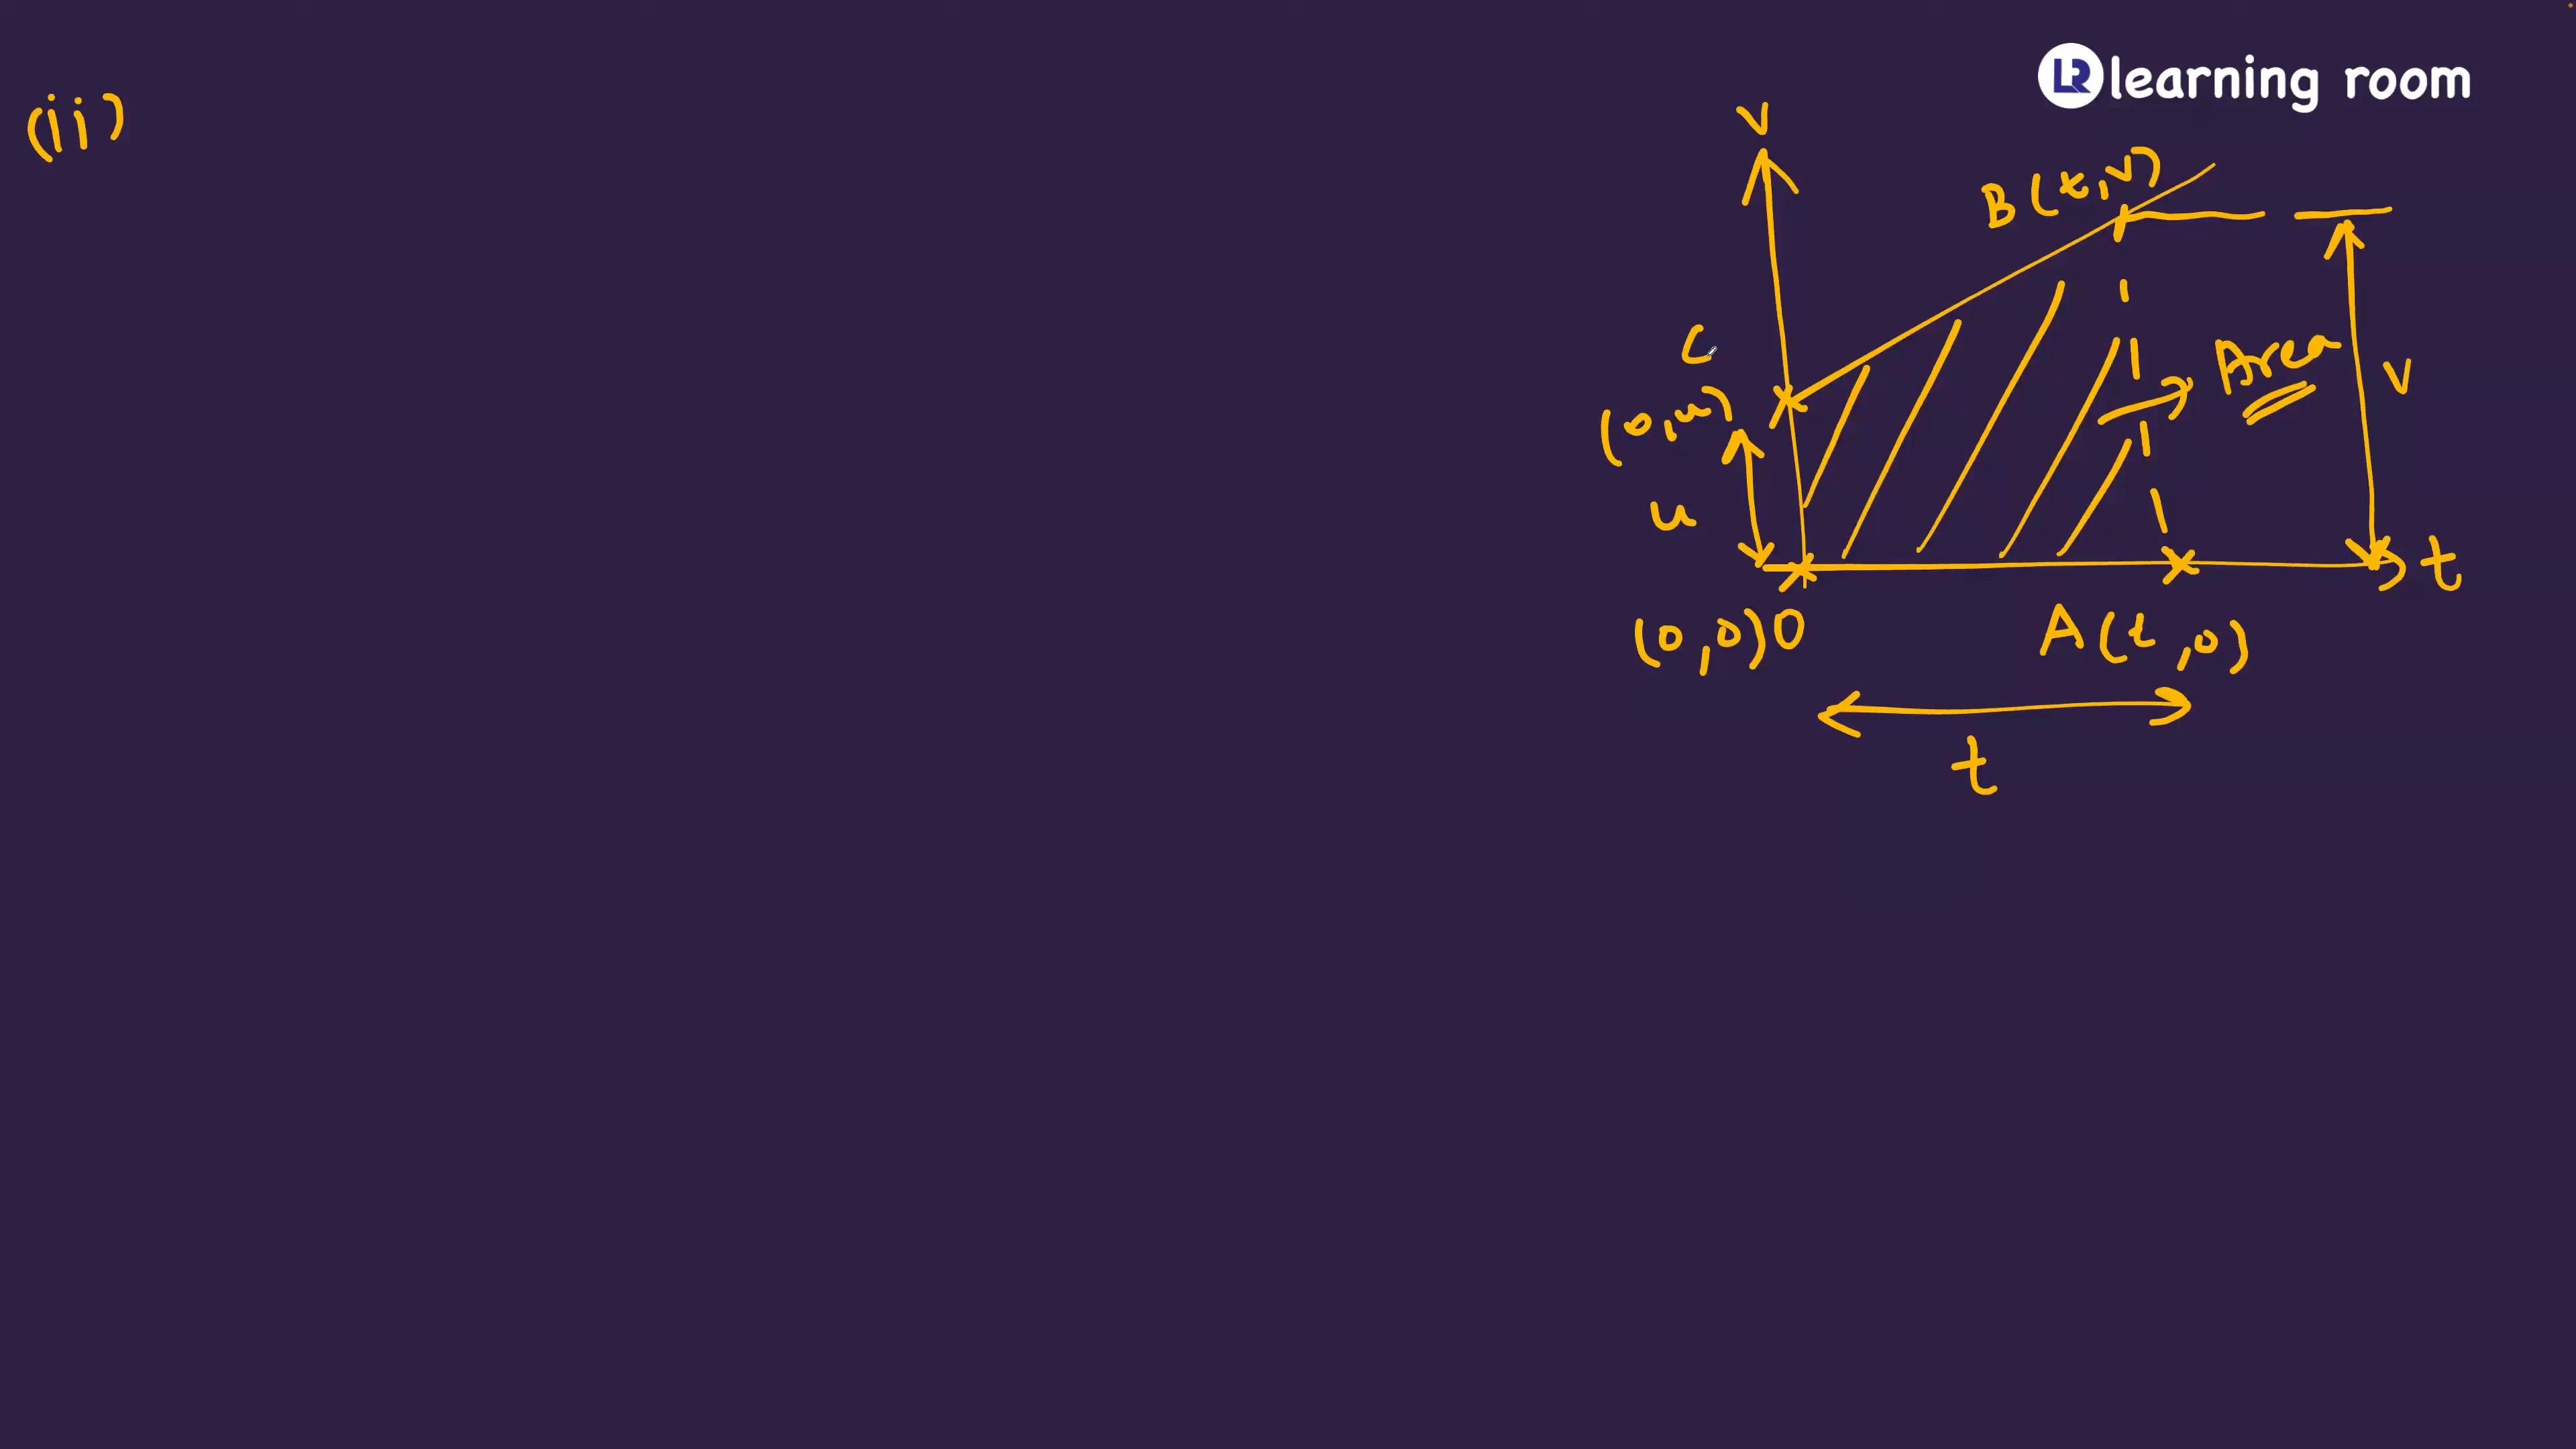 learning room
(ii)
v
B(t,v)
C
(0,u)
Area
v
u
t
(0,0)O
A(t,0)
t